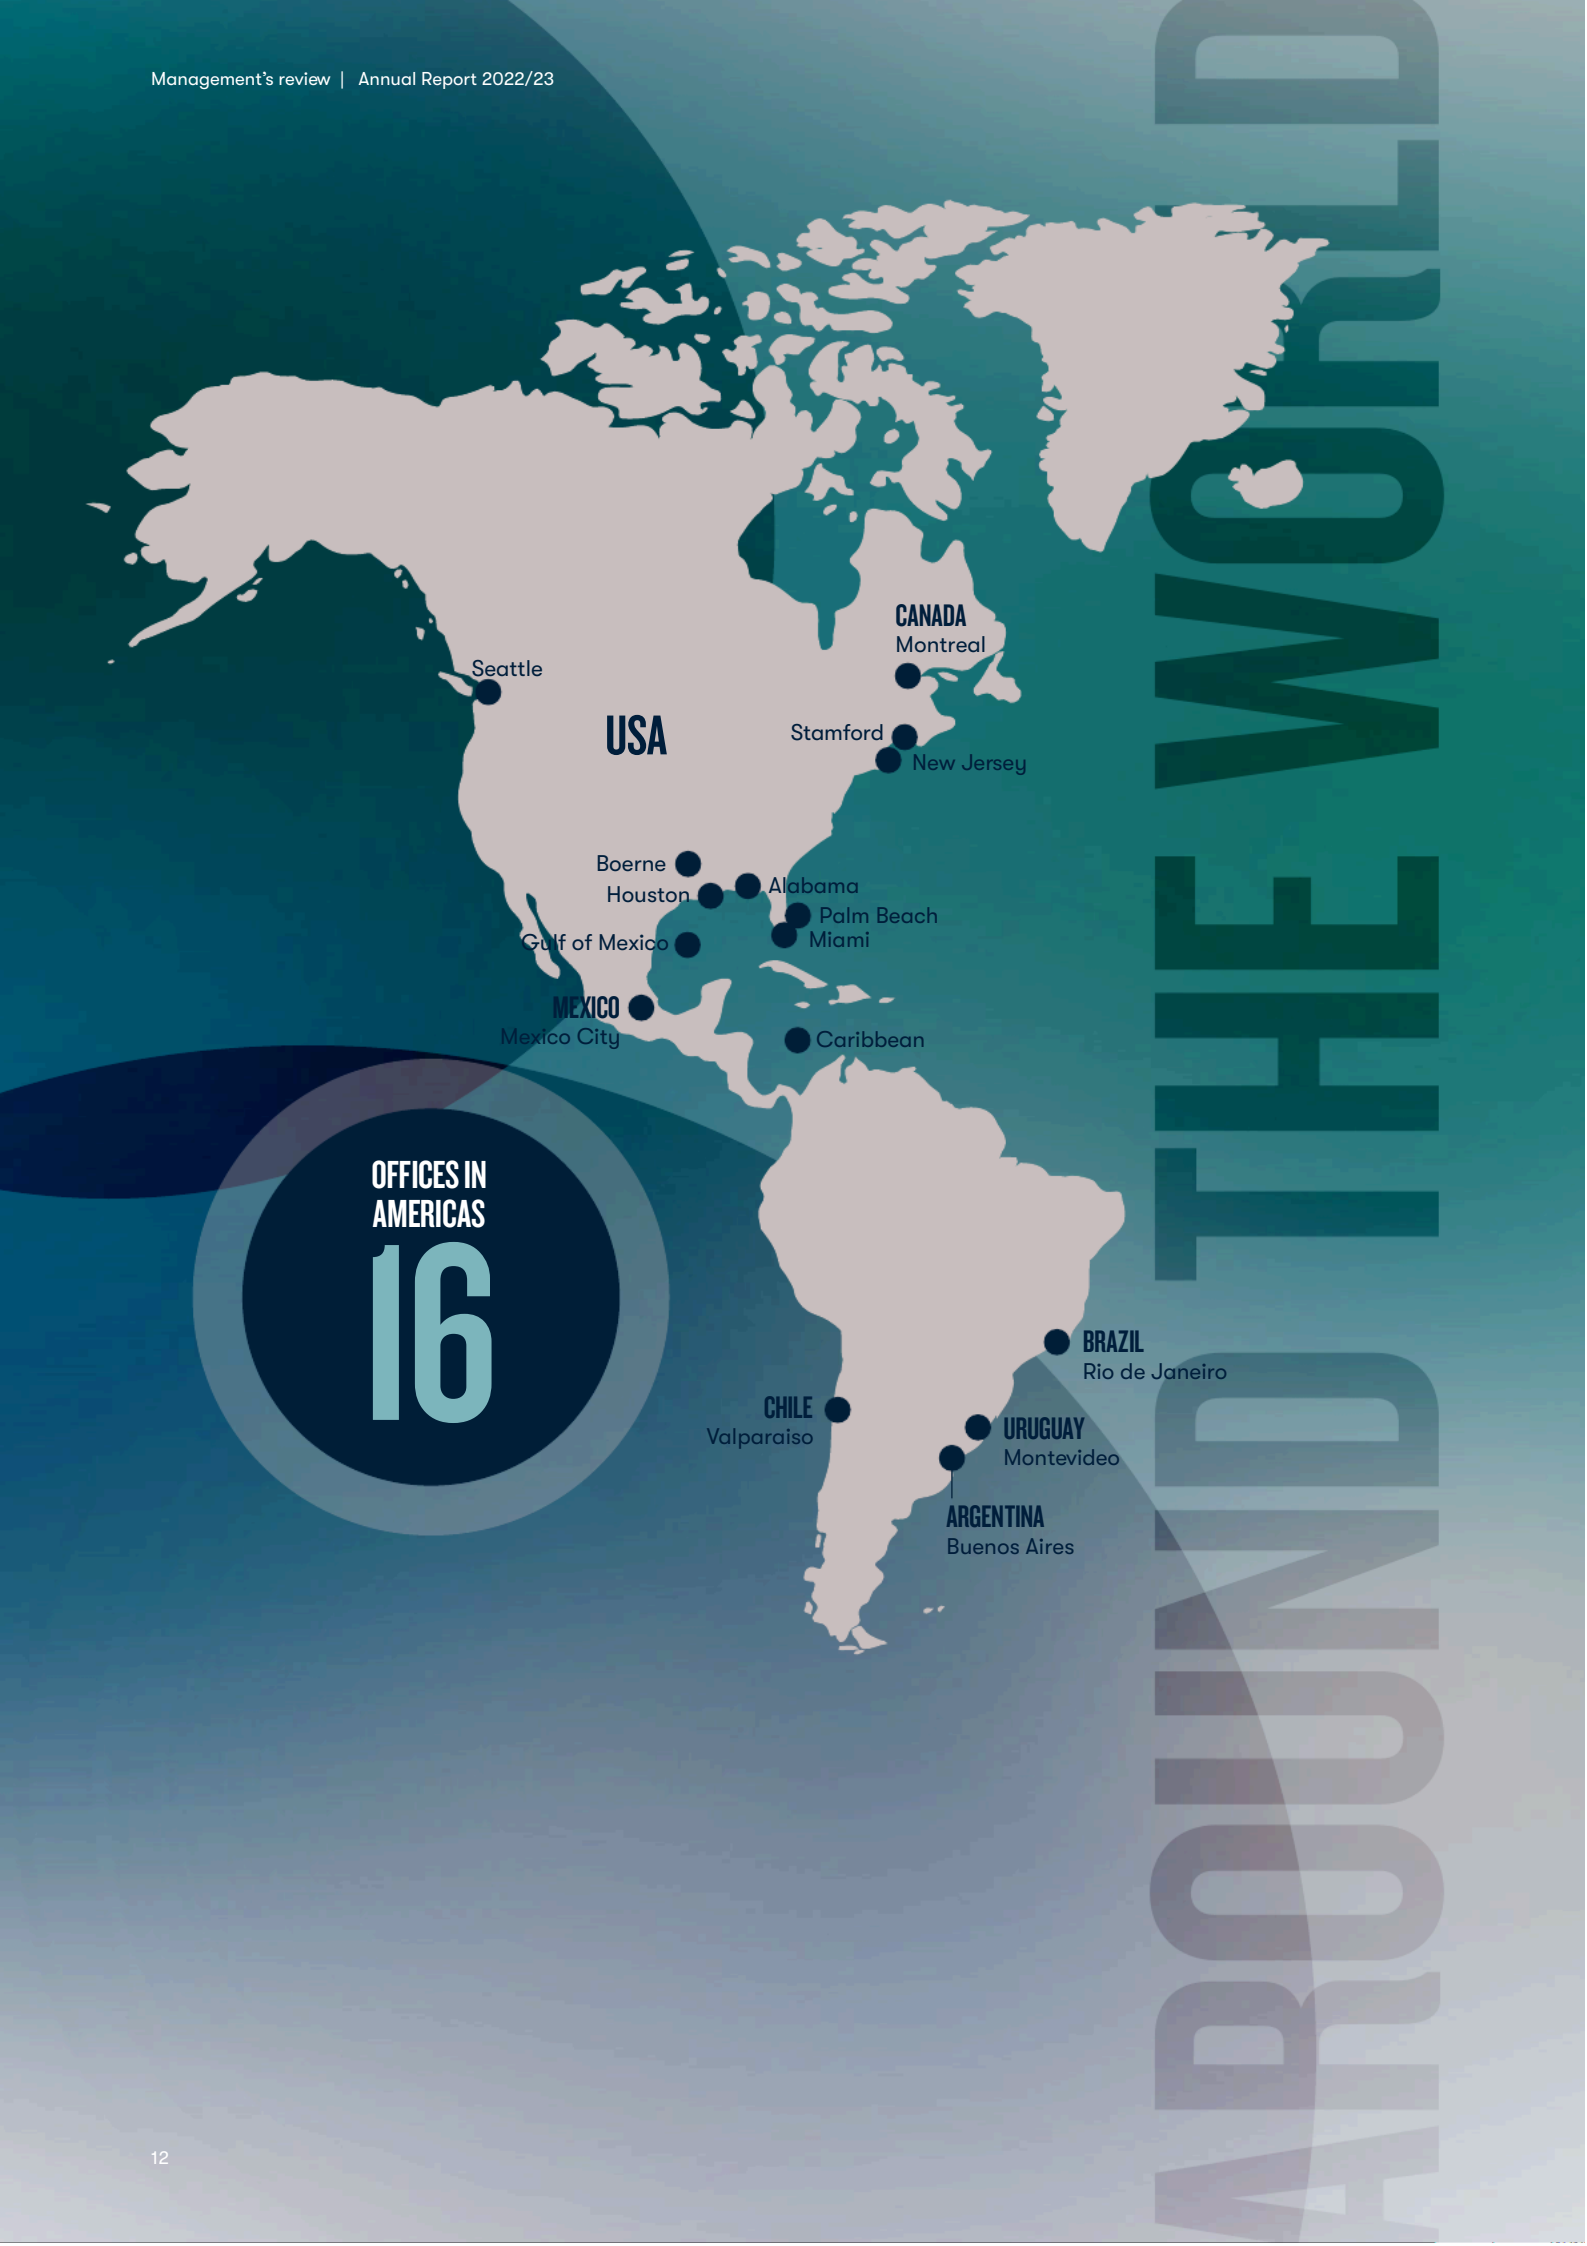 Management's review | Annual Report 2022/23
AROUND THE WORLD
CANADA
Montreal
Seattle
USA
Stamford
New Jersey
Boerne
Houston
Alabama
Palm Beach
Miami
Gulf of Mexico
MEXICO
Mexico City
Caribbean
OFFICES IN
AMERICAS
16
BRAZIL
Rio de Janeiro
CHILE
Valparaiso
URUGUAY
Montevideo
ARGENTINA
Buenos Aires
12